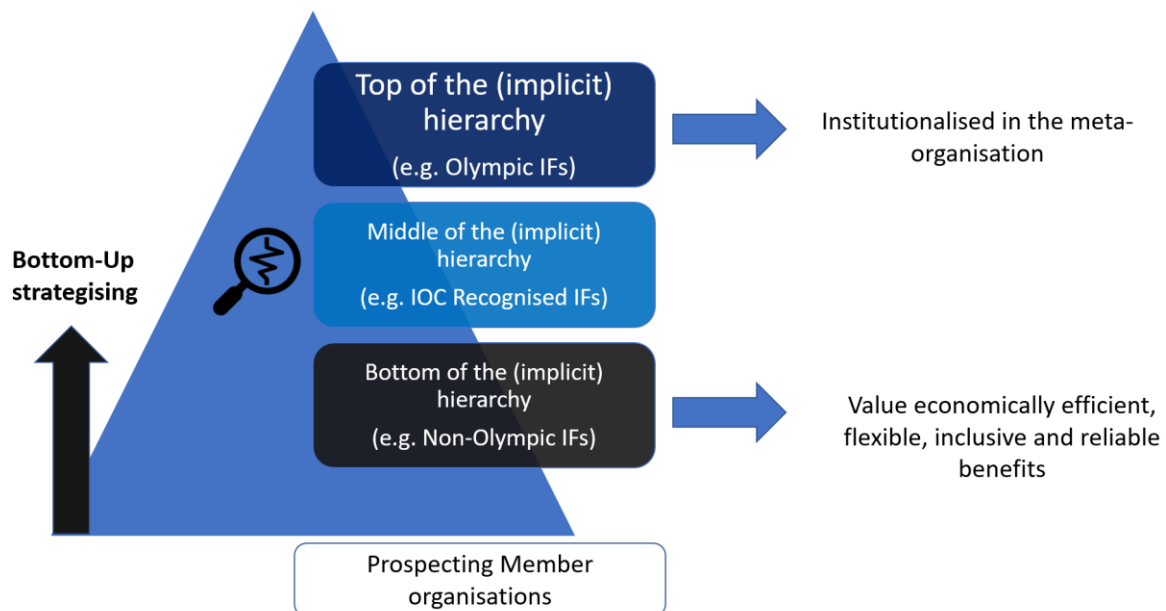 Top of the (implicit)
hierarchy
(e.g. Olympic IFs)
Institutionalised in the meta-
organisation
Middle of the (implicit)
hierarchy
(e.g. IOC Recognised IFs)
Bottom-Up
strategising
Bottom of the (implicit)
hierarchy
(e.g. Non-Olympic IFs)
Value economically efficient,
flexible, inclusive and reliable
benefits
Prospecting Member
organisations